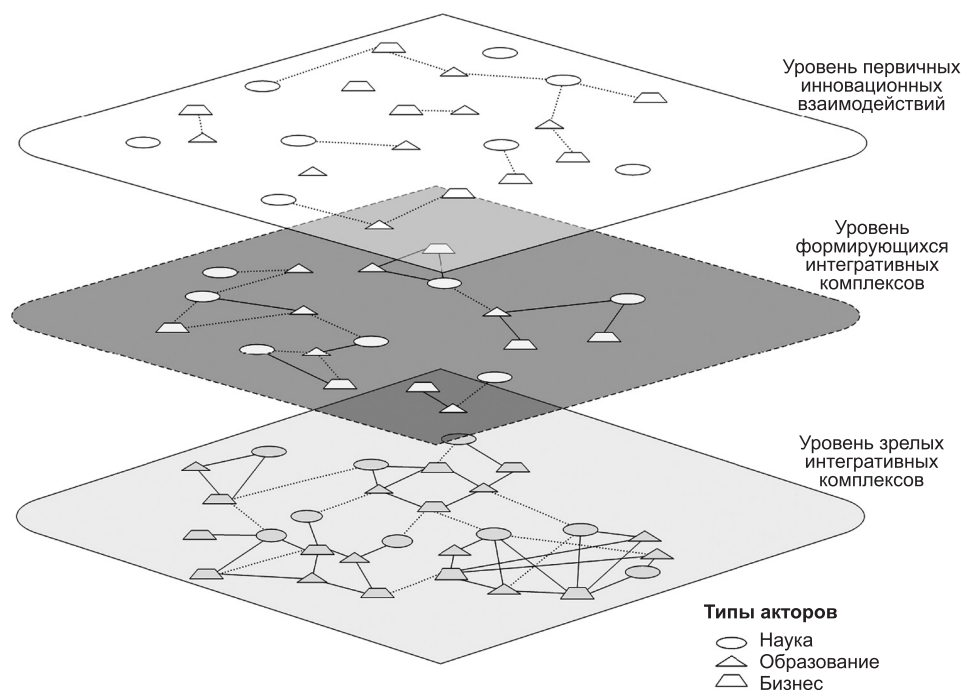 Уровень первичных
инновационных
взаимодействий
Уровень
формирующихся
интегративных
комплексов
Уровень зрелых
интегративных
комплексов
Типы акторов
Наука
Образование
Бизнес